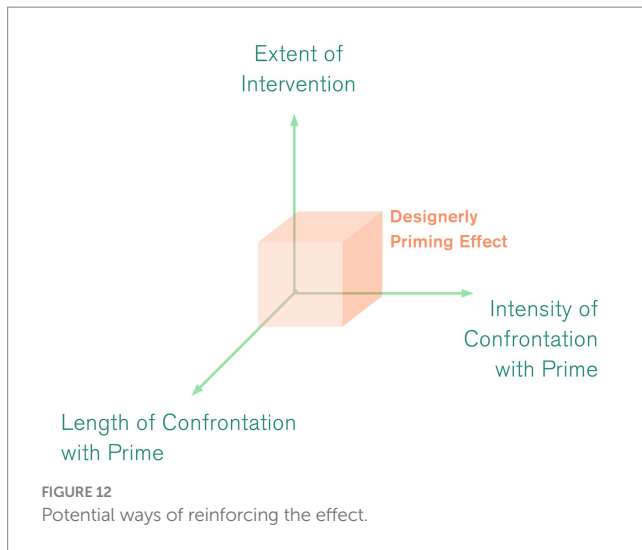 Extent of
Intervention
Designerly
Priming Effect
Intensity of
Confrontation
with Prime
Length of Confrontation
with Prime
FIGURE 12
Potential ways of reinforcing the effect.